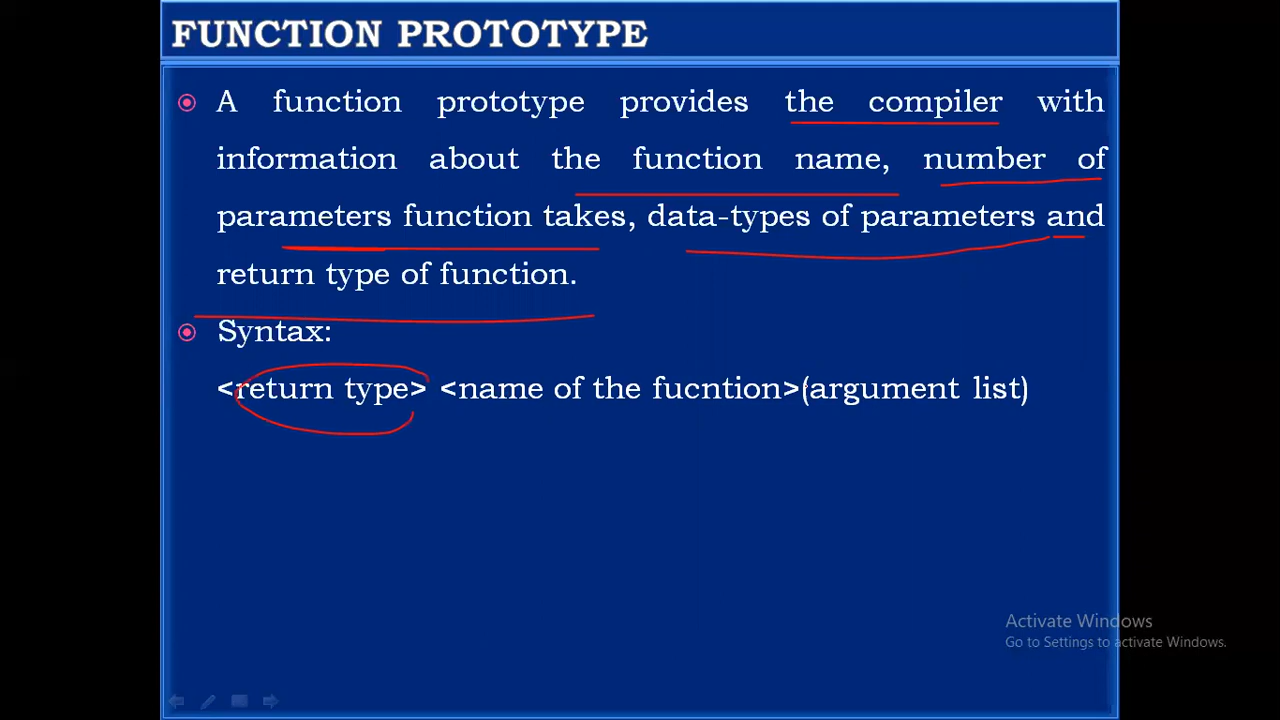 FUNCTION PROTOTYPE
A function prototype provides the compiler with
information about the function name, number of
parameters function takes, data-types of parameters and
return type of function.
Syntax:
<return type> <name of the fucntion>(argument list)
Activate Windows
Go to Settings to activate Windows.